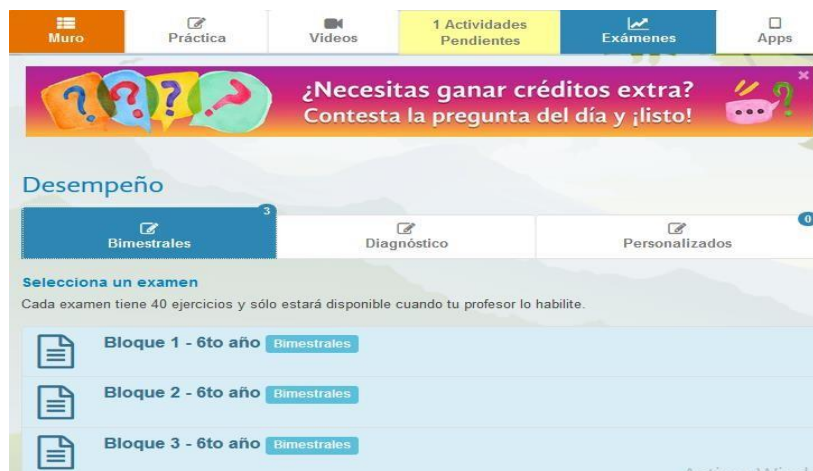 Muro
Práctica
Videos
1 Actividades
Pendientes
Exámenes
Apps
¿Necesitas ganar créditos extra?
Contesta la pregunta del día y ¡listo!
Desempeño
3
Bimestrales
Diagnóstico
0
Personalizados
Selecciona un examen
Cada examen tiene 40 ejercicios y sólo estará disponible cuando tu profesor lo habilite.
Bloque 1 - 6to año Bimestrales
Bloque 2 - 6to año Bimestrales
Bloque 3 - 6to año Bimestrales